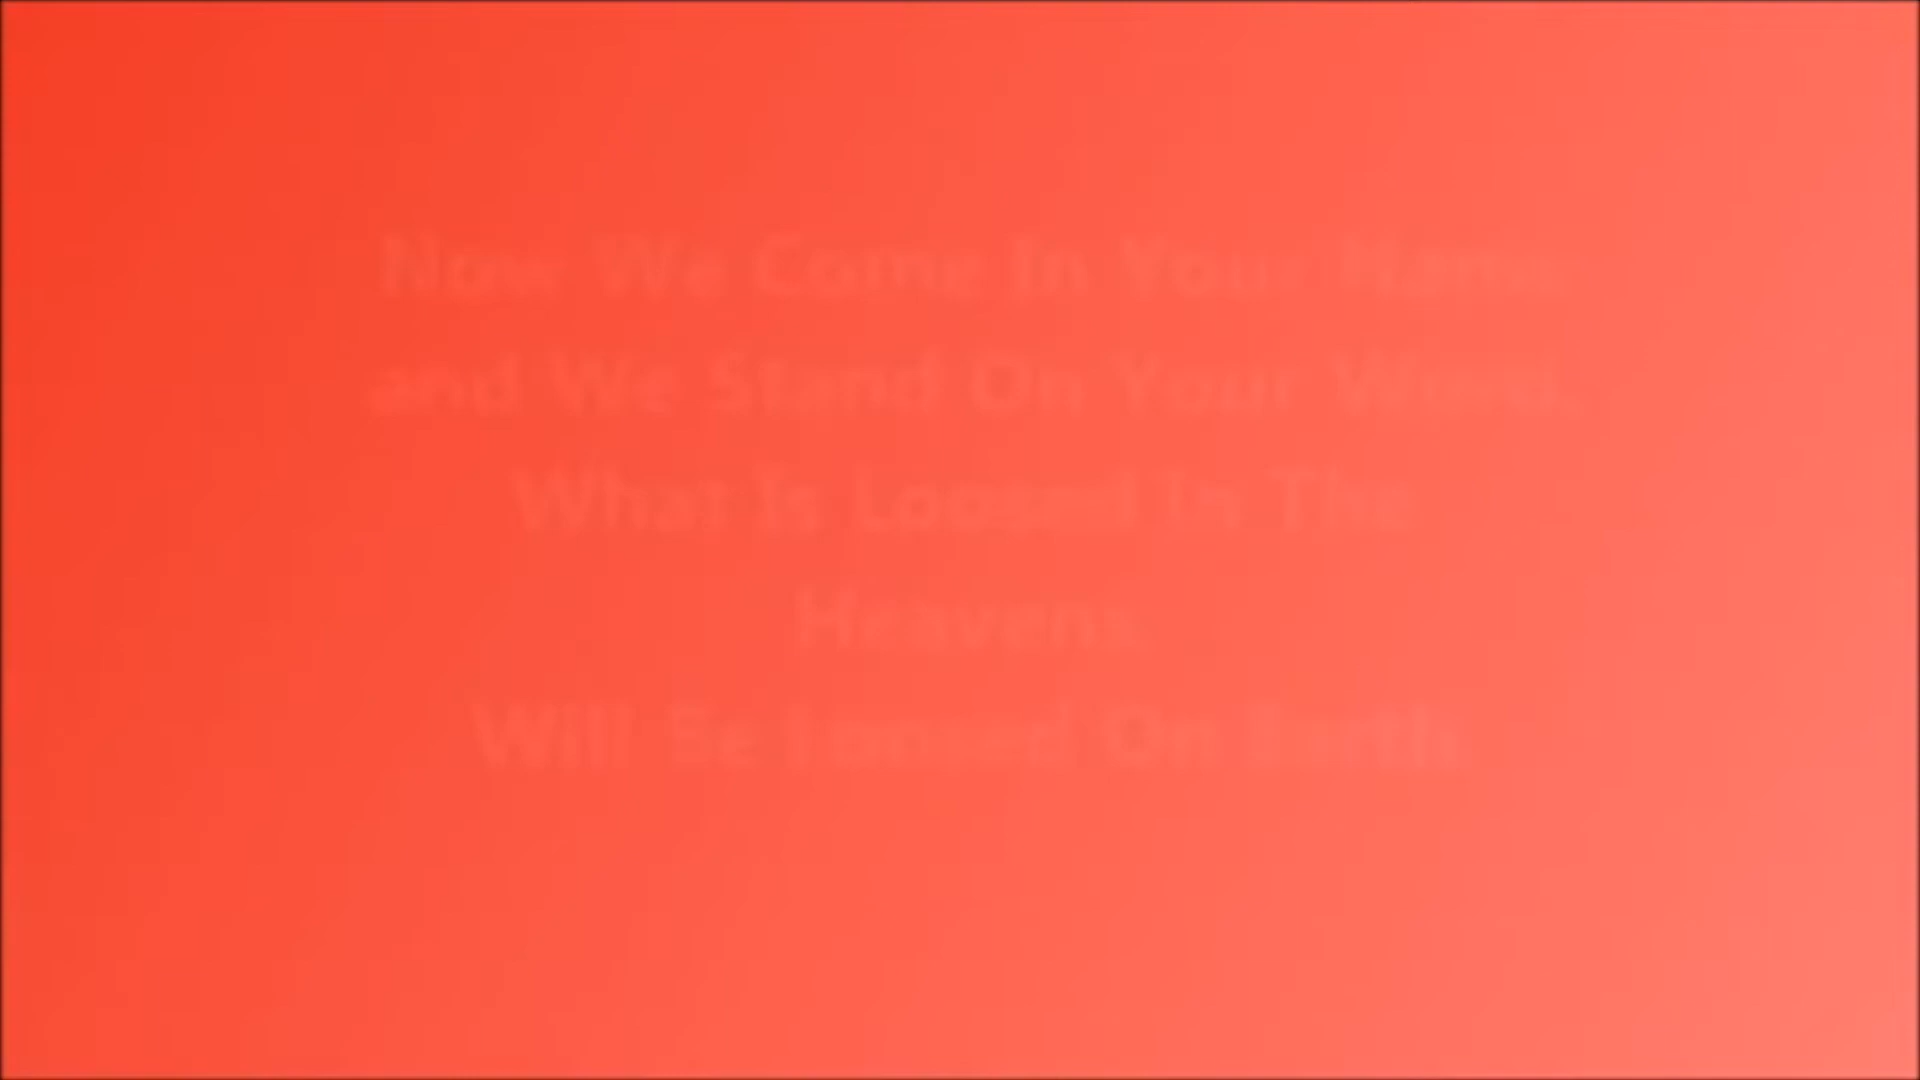 Now We Come In Your Name
and We Stand On Your Word.
What Is Loosed In The
Heavens,
Will Be Loosed On Earth.